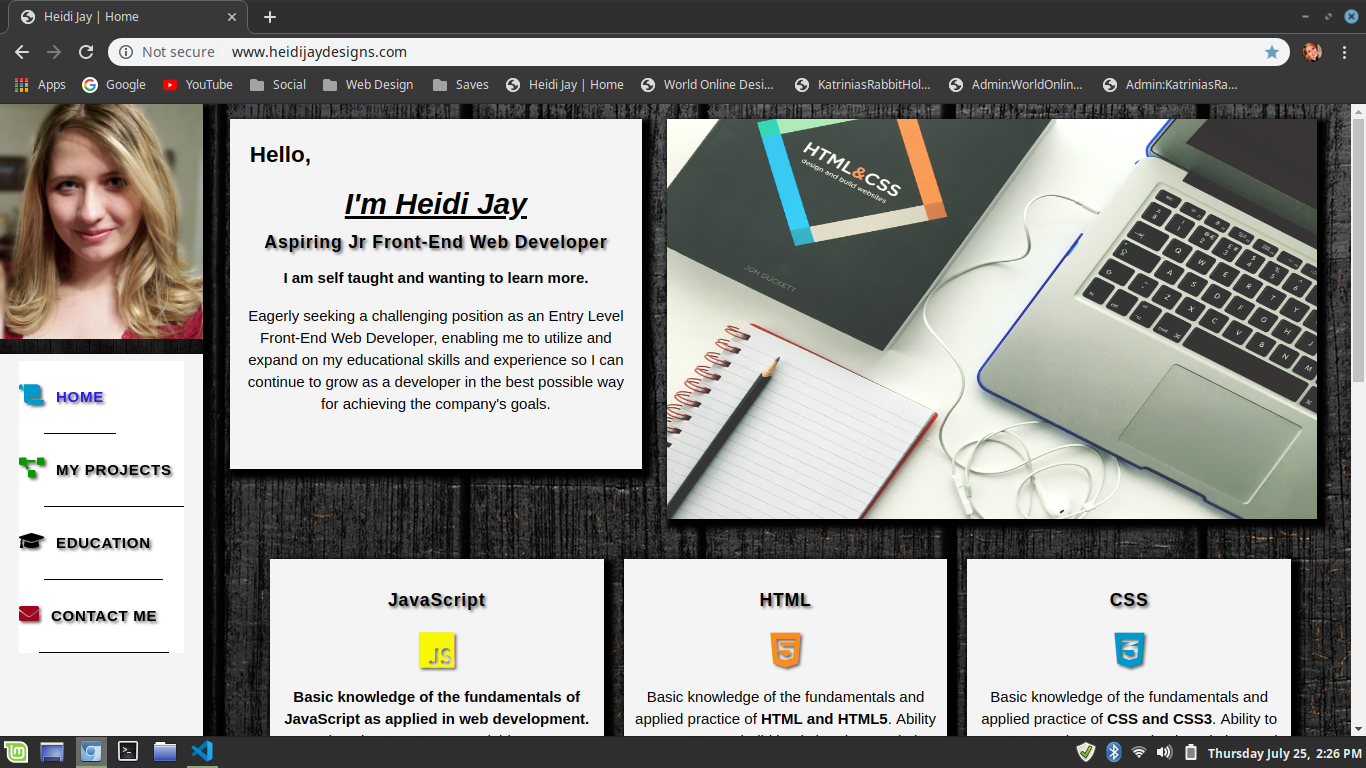 Heidi Jay | Home
Not secure www.heidijaydesigns.com
Apps Google YouTube Social Web Design Saves Heidi Jay | Home World Online Desi... KatriniasRabbitHol... Admin:WorldOnlin... Admin:KatriniasRa...
HOME
MY PROJECTS
EDUCATION
CONTACT ME
Hello,
I'm Heidi Jay
Aspiring Jr Front-End Web Developer
I am self taught and wanting to learn more.
Eagerly seeking a challenging position as an Entry Level
Front-End Web Developer, enabling me to utilize and
expand on my educational skills and experience so I can
continue to grow as a developer in the best possible way
for achieving the company's goals.
HTML&CSS
design and build websites
JON DUCKETT
JavaScript
JS
Basic knowledge of the fundamentals of
JavaScript as applied in web development.
HTML
5
Basic knowledge of the fundamentals and
applied practice of HTML and HTML5. Ability
CSS
3
Basic knowledge of the fundamentals and
applied practice of CSS and CSS3. Ability to
Thursday July 25, 2:26 PM